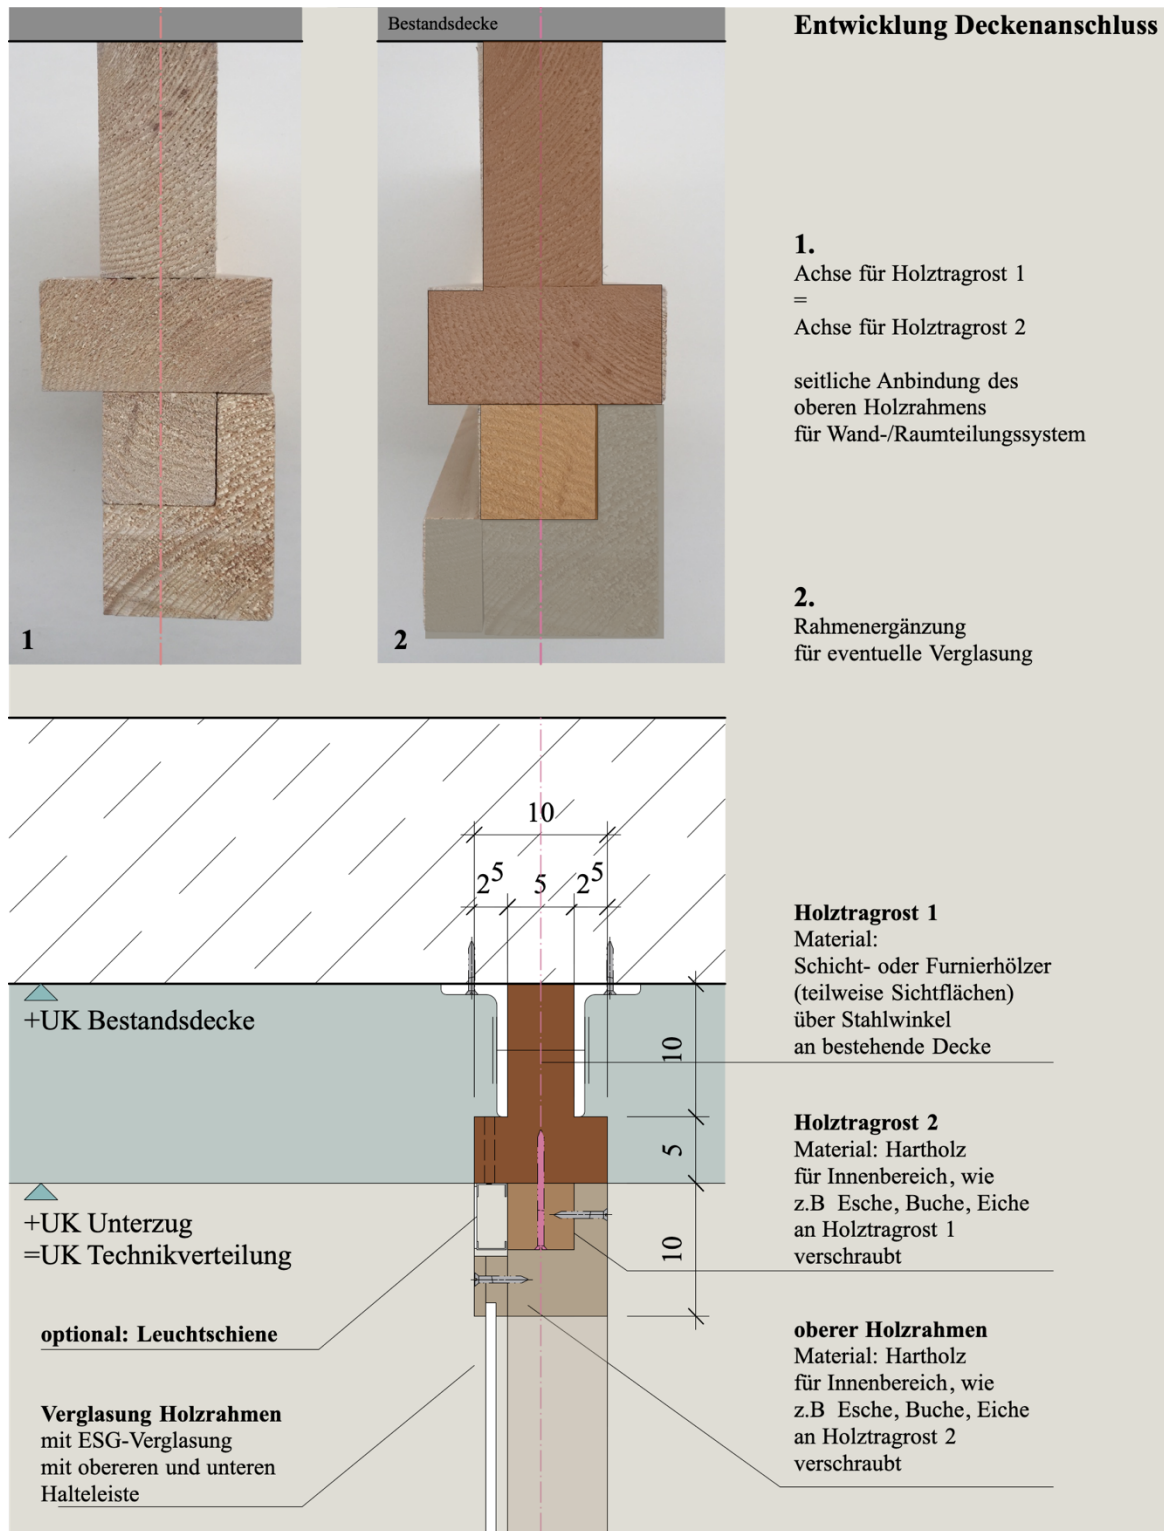 Bestandsdecke
Entwicklung Deckenanschluss
1.
Achse für Holztragrost 1
=
Achse für Holztragrost 2
seitliche Anbindung des
oberen Holzrahmens
für Wand-/Raumteilungssystem
2.
Rahmenergänzung
für eventuelle Verglasung
1
2
10
2⁵
5
2⁵
+UK Bestandsdecke
10
5
10
+UK Unterzug
=UK Technikverteilung
optional: Leuchtschiene
Verglasung Holzrahmen
mit ESG-Verglasung
mit obereren und unteren
Halteleiste
Holztragrost 1
Material:
Schicht- oder Furnierhölzer
(teilweise Sichtflächen)
über Stahlwinkel
an bestehende Decke
Holztragrost 2
Material: Hartholz
für Innenbereich, wie
z.B Esche, Buche, Eiche
an Holztragrost 1
verschraubt
oberer Holzrahmen
Material: Hartholz
für Innenbereich, wie
z.B Esche, Buche, Eiche
an Holztragrost 2
verschraubt